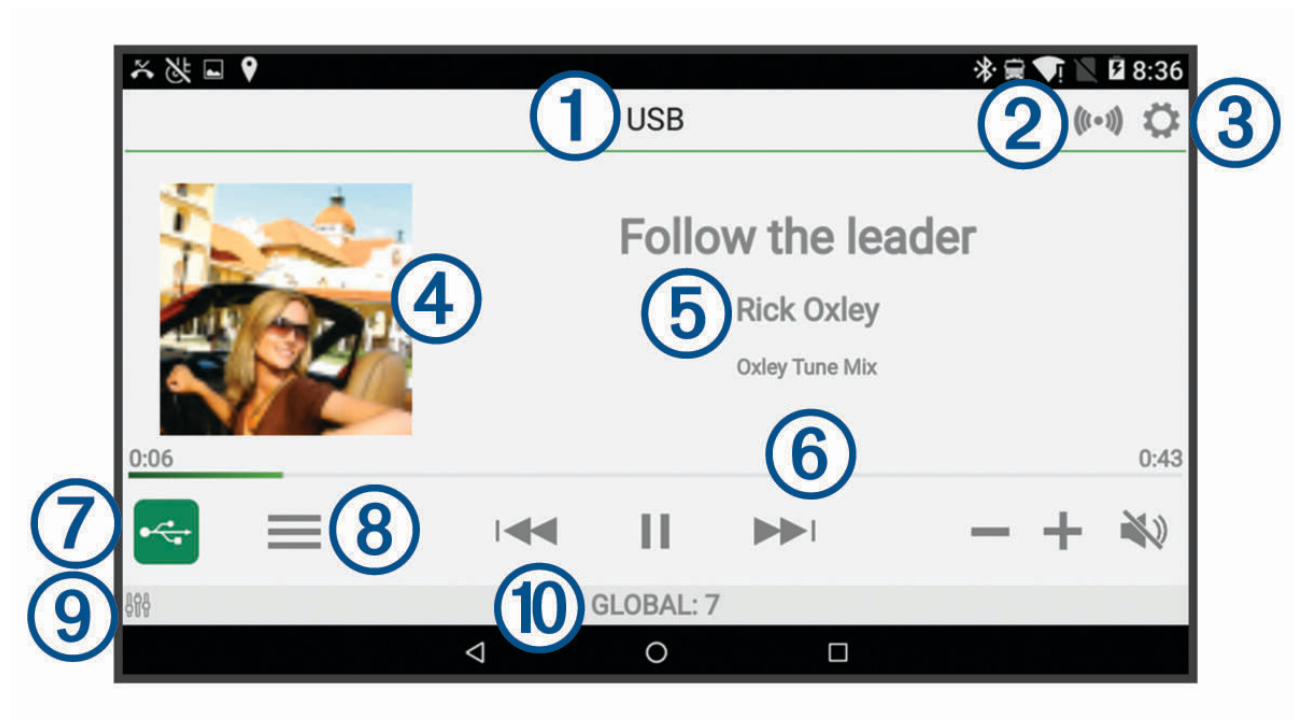 8:36
1 USB 2 3
Follow the leader
4
5 Rick Oxley
Oxley Tune Mix
6
0:06 0:43
7 8
9 10 GLOBAL: 7